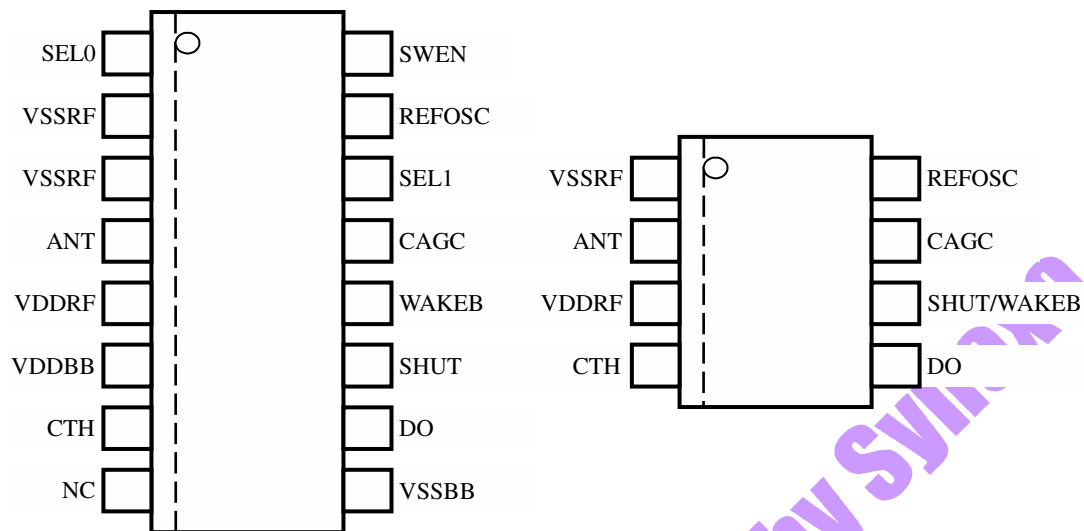 SEL0 SWEN
VSSRF REFOSC
VSSRF SEL1
ANT CAGC
VDDRF WAKEB
VDDBB SHUT
CTH DO
NC VSSBB
VSSRF REFOSC
ANT CAGC
VDDRF SHUT/WAKEB
CTH DO